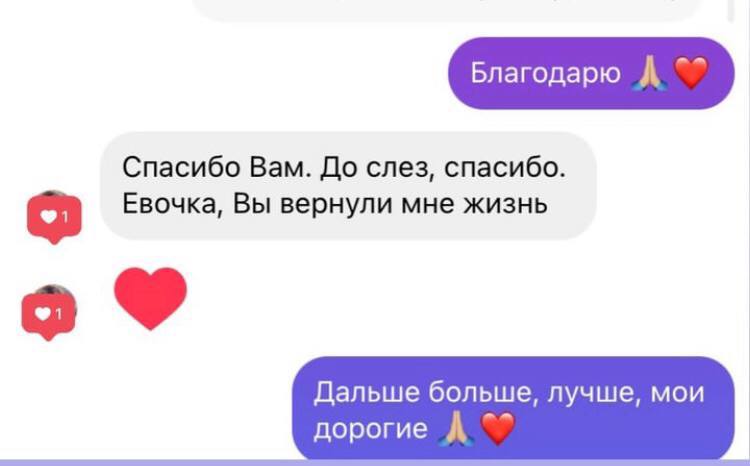 Благодарю 🙏🏼❤️
Спасибо Вам. До слез, спасибо.
Евочка, Вы вернули мне жизнь
1
1
Дальше больше, лучше, мои
дорогие 🙏🏼❤️